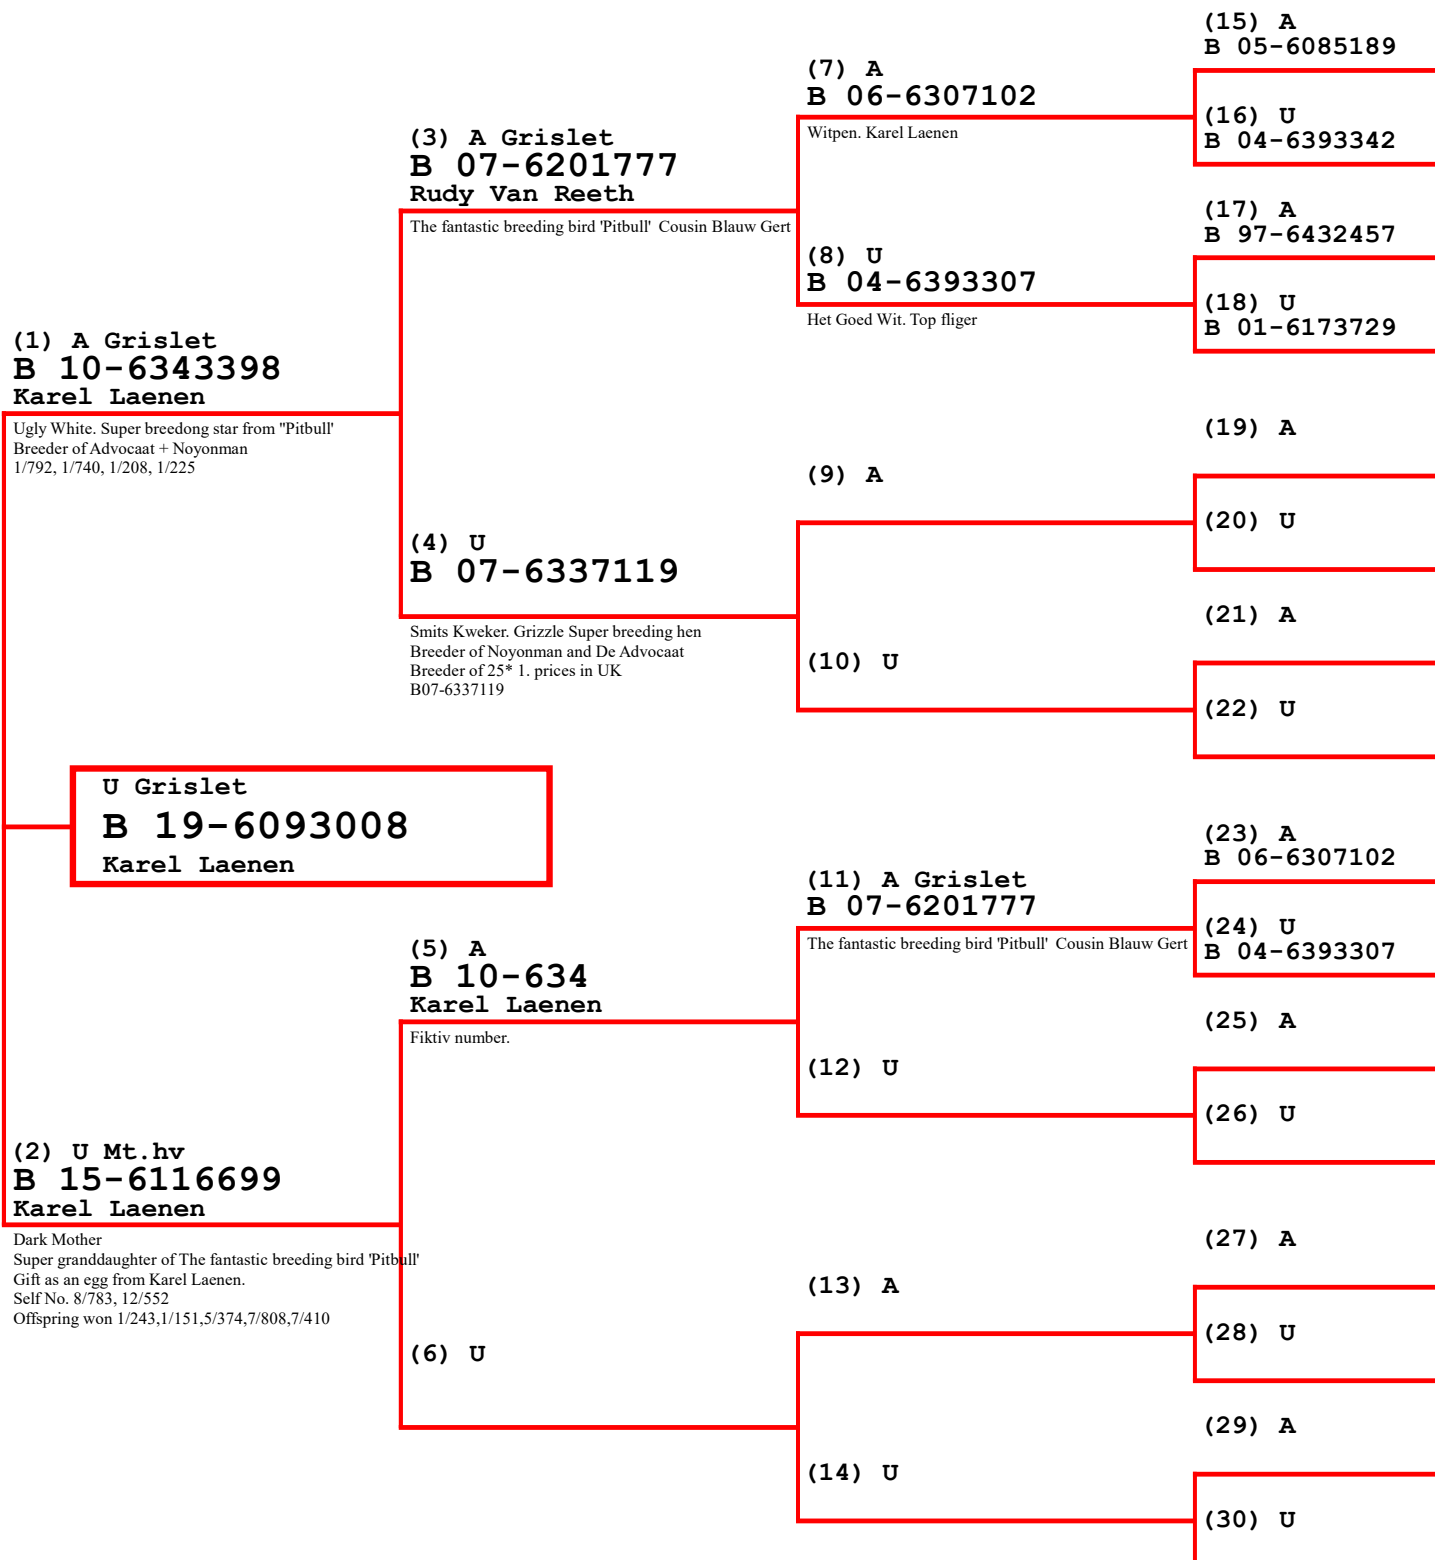 (1) A Grislet
B 10-6343398
Karel Laenen
Ugly White. Super breedong star from "Pitbull'
Breeder of Advocaat + Noyonman
1/792, 1/740, 1/208, 1/225
U Grislet
B 19-6093008
Karel Laenen
(2) U Mt.hv
B 15-6116699
Karel Laenen
Dark Mother
Super granddaughter of The fantastic breeding bird 'Pitbull'
Gift as an egg from Karel Laenen.
Self No. 8/783, 12/552
Offspring won 1/243,1/151,5/374,7/808,7/410
(3) A Grislet
B 07-6201777
Rudy Van Reeth
The fantastic breeding bird 'Pitbull' Cousin Blauw Gert
(4) U
B 07-6337119
Smits Kweker. Grizzle Super breeding hen
Breeder of Noyonman and De Advocaat
Breeder of 25* 1. prices in UK
B07-6337119
(5) A
B 10-634
Karel Laenen
Fiktiv number.
(6) U
(7) A
B 06-6307102
Witpen. Karel Laenen
(8) U
B 04-6393307
Het Goed Wit. Top fliger
(9) A
(10) U
(11) A Grislet
B 07-6201777
The fantastic breeding bird 'Pitbull' Cousin Blauw Gert
(12) U
(13) A
(14) U
(15) A
B 05-6085189
(16) U
B 04-6393342
(17) A
B 97-6432457
(18) U
B 01-6173729
(19) A
(20) U
(21) A
(22) U
(23) A
B 06-6307102
(24) U
B 04-6393307
(25) A
(26) U
(27) A
(28) U
(29) A
(30) U